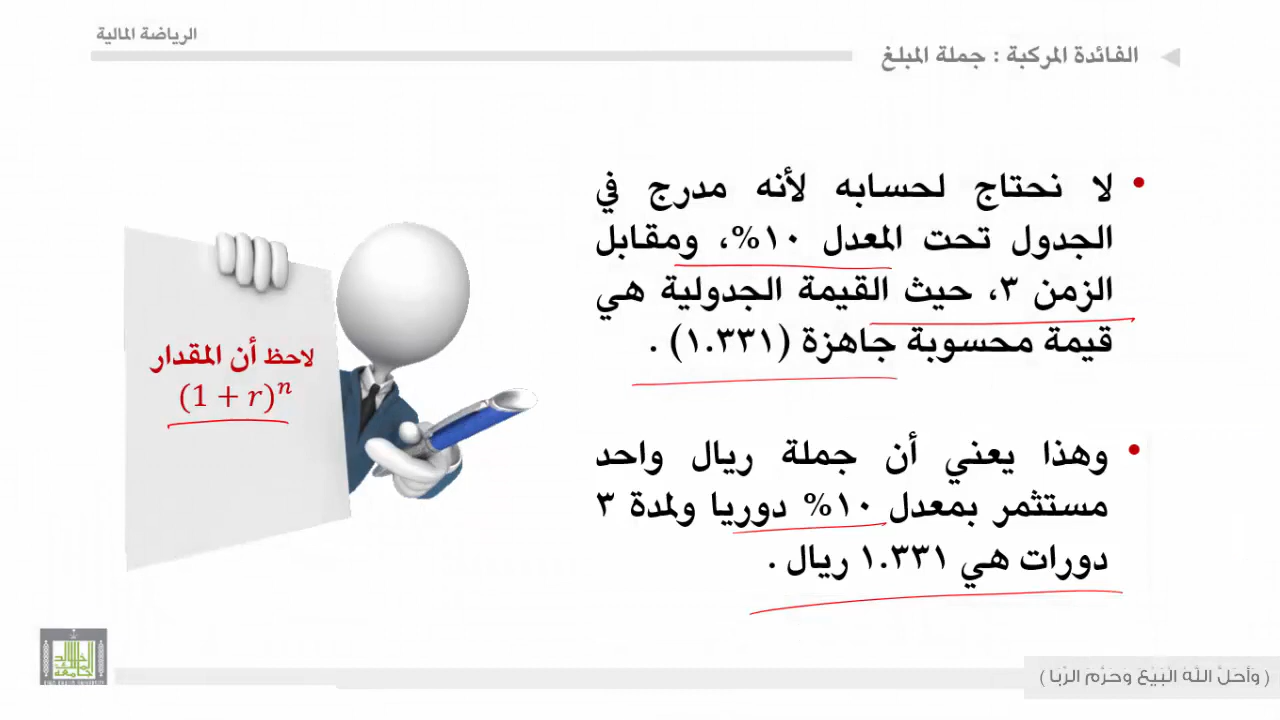 الرياضة المالية
الفائدة المركبة : جملة المبلغ
لا نحتاج لحسابه لأنه مدرج في
الجدول تحت المعدل ١٠%، ومقابل
الزمن ٣، حيث القيمة الجدولية هي
قيمة محسوبة جاهزة (١.٣٣١) .
لاحظ أن المقدار
(1 + r)^n
وهذا يعني أن جملة ريال واحد
مستثمر بمعدل ١٠% دوريا ولمدة ٣
دورات هي ١.٣٣١ ريال .
( وَأحَلَّ اللَّهُ الْبَيْعَ وَحَرَّمَ الرِّبَا )